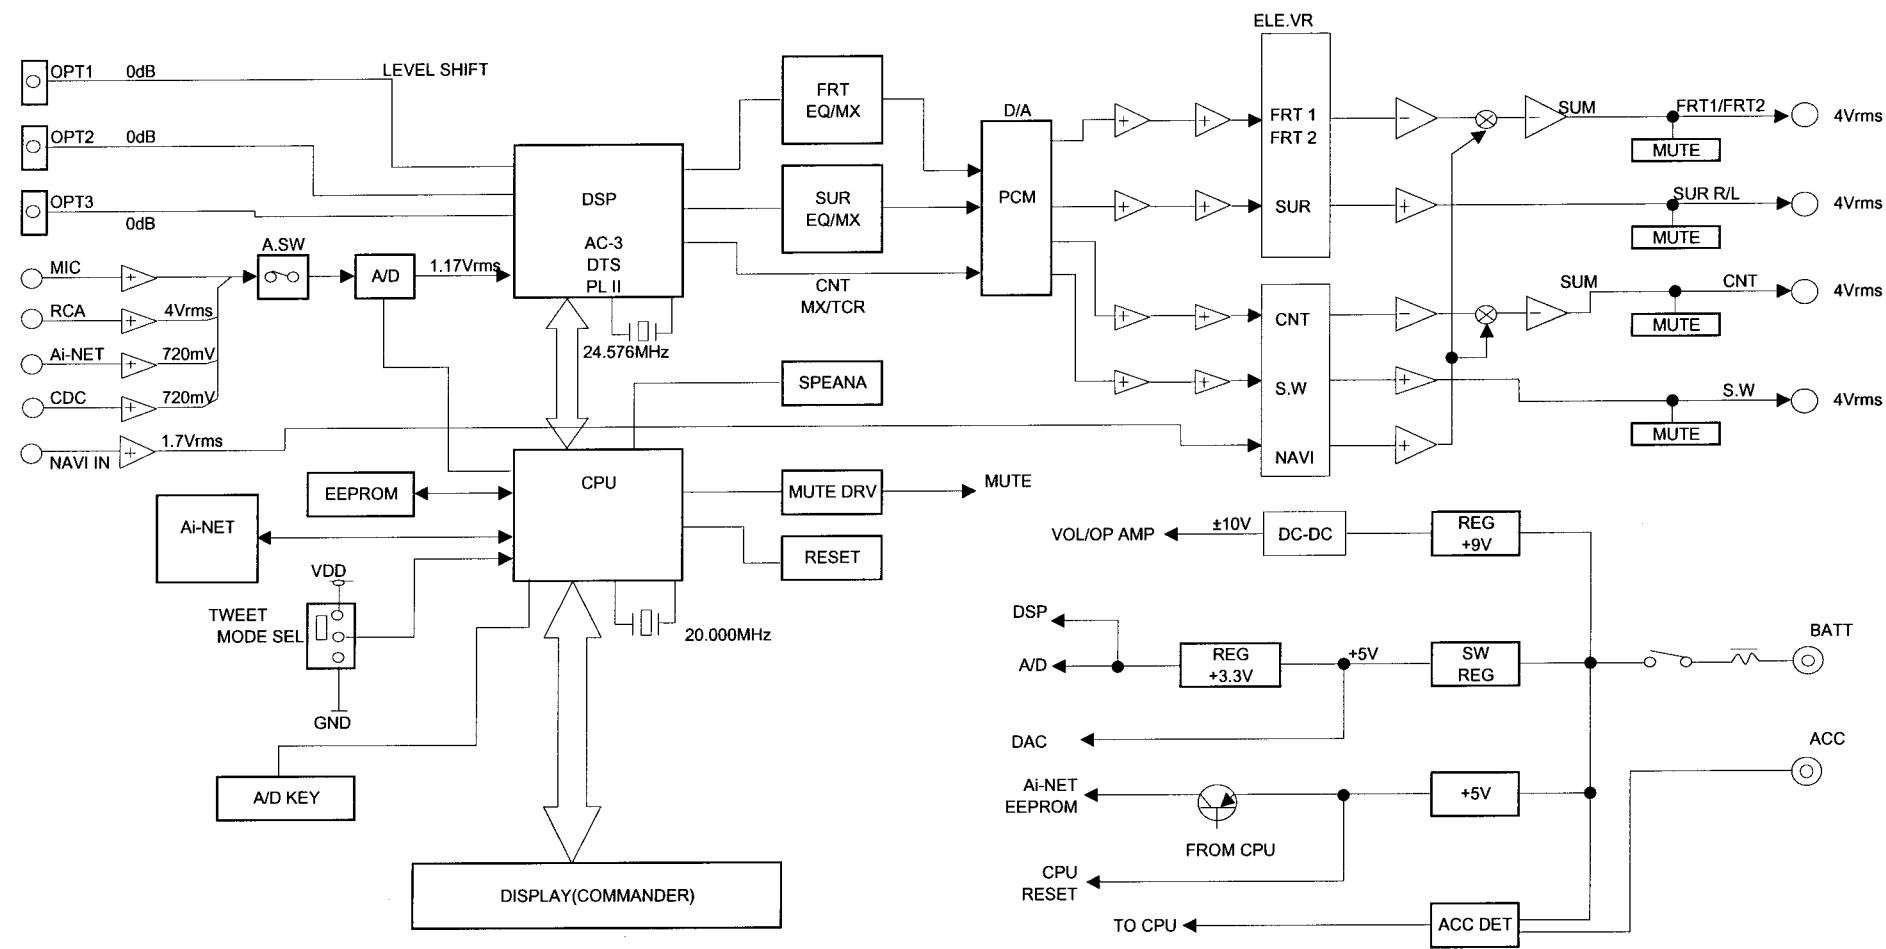 ELE.VR
OPT1 0dB
LEVEL SHIFT
OPT2 0dB
OPT3
0dB
A.SW
MIC
A/D
1.17Vrms
RCA
4Vrms
Ai-NET
720mV
CDC
720mV
NAVI IN
1.7Vrms
DSP
AC-3
DTS
PL II
24.576MHz
FRT
EQ/MX
SUR
EQ/MX
CNT
MX/TCR
D/A
PCM
FRT 1
FRT 2
SUR
CNT
S.W
NAVI
SUM
FRT1/FRT2
4Vrms
MUTE
SUR R/L
4Vrms
MUTE
SUM
CNT
4Vrms
MUTE
S.W
4Vrms
MUTE
SPEANA
CPU
EEPROM
Ai-NET
MUTE DRV
MUTE
RESET
VDD
TWEET
MODE SEL
GND
20.000MHz
A/D KEY
DISPLAY(COMMANDER)
VOL/OP AMP
±10V
DC-DC
REG
+9V
DSP
A/D
REG
+3.3V
+5V
SW
REG
BATT
DAC
ACC
Ai-NET
EEPROM
+5V
FROM CPU
CPU
RESET
TO CPU
ACC DET